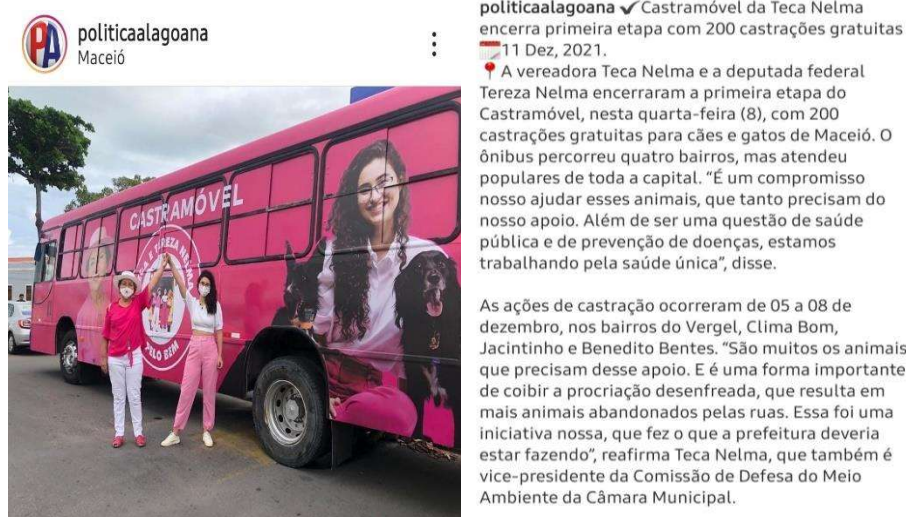 PA
politicaalagoana
Maceió
CASTRAMÓVEL
TEREZA NELMA
PELO BEM
politicaalagoana ✓Castramóvel da Teca Nelma
encerra primeira etapa com 200 castrações gratuitas
📅11 Dez, 2021.
📍A vereadora Teca Nelma e a deputada federal
Tereza Nelma encerraram a primeira etapa do
Castramóvel, nesta quarta-feira (8), com 200
castrações gratuitas para cães e gatos de Maceió. O
ônibus percorreu quatro bairros, mas atendeu
populares de toda a capital. “É um compromisso
nosso ajudar esses animais, que tanto precisam do
nosso apoio. Além de ser uma questão de saúde
pública e de prevenção de doenças, estamos
trabalhando pela saúde única”, disse.
As ações de castração ocorreram de 05 a 08 de
dezembro, nos bairros do Vergel, Clima Bom,
Jacintinho e Benedito Bentes. “São muitos os animais
que precisam desse apoio. E é uma forma importante
de coibir a procriação desenfreada, que resulta em
mais animais abandonados pelas ruas. Essa foi uma
iniciativa nossa, que fez o que a prefeitura deveria
estar fazendo”, reafirma Teca Nelma, que também é
vice-presidente da Comissão de Defesa do Meio
Ambiente da Câmara Municipal.